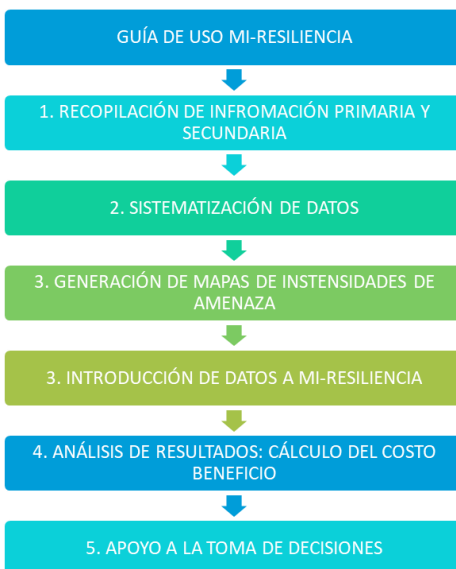 GUÍA DE USO MI-RESILIENCIA
1. RECOPILACIÓN DE INFROMACIÓN PRIMARIA Y
SECUNDARIA
2. SISTEMATIZACIÓN DE DATOS
3. GENERACIÓN DE MAPAS DE INSTENSIDADES DE
AMENAZA
3. INTRODUCCIÓN DE DATOS A MI-RESILIENCIA
4. ANÁLISIS DE RESULTADOS: CÁLCULO DEL COSTO
BENEFICIO
5. APOYO A LA TOMA DE DECISIONES